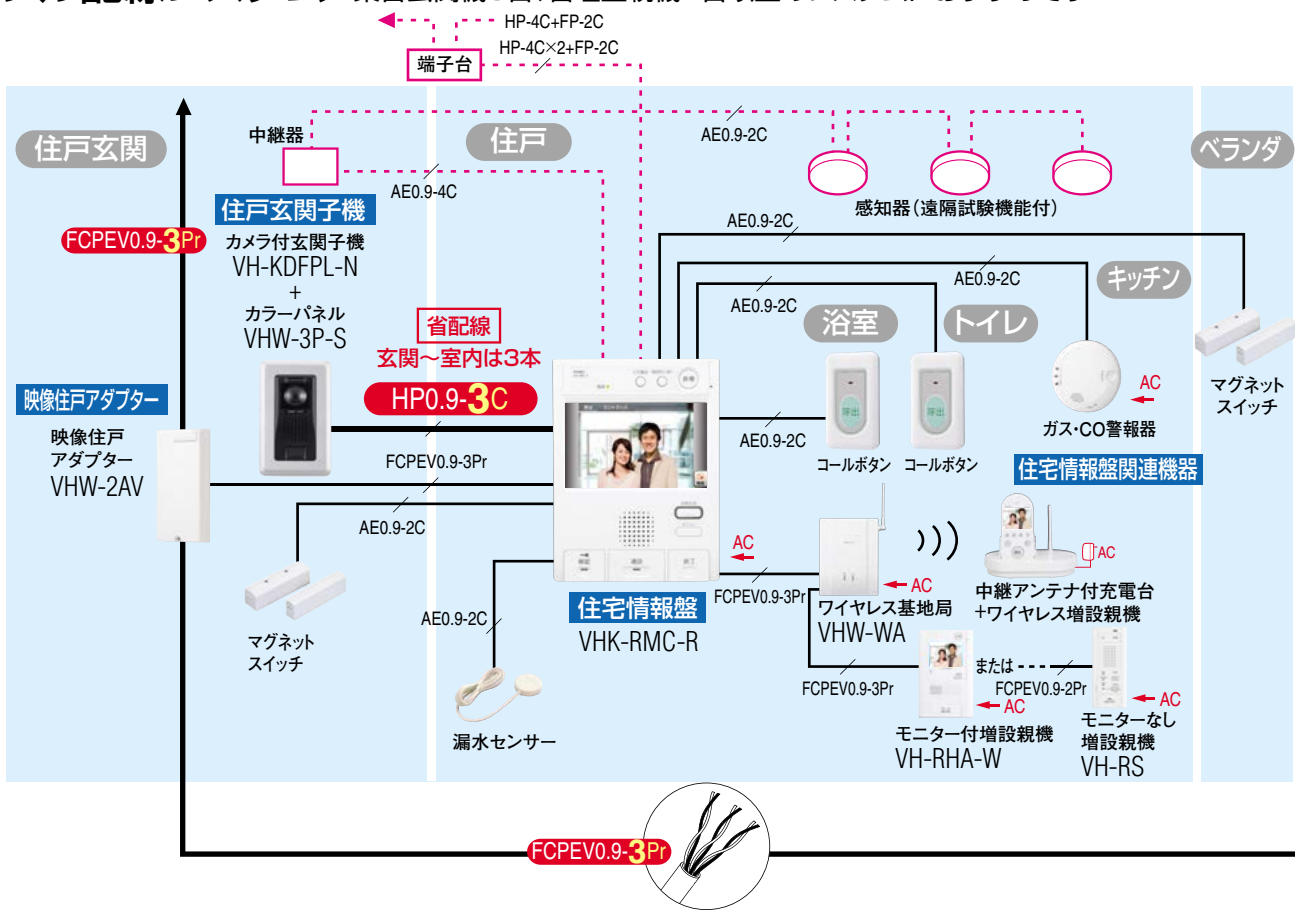 HP-4C+FP-2C
HP-4C×2+FP-2C
端子台
住戸玄関
中継器
住戸
AE0.9-2C
ベランダ
AE0.9-4C
感知器（遠隔試験機能付）
住戸玄関子機
FCPEV0.9-3Pr
カメラ付玄関子機
VH-KDFPL-N
+
カラーパネル
VHW-3P-S
AE0.9-2C
AE0.9-2C
キッチン
AE0.9-2C
浴室
トイレ
省配線
玄関～室内は3本
HP0.9-3C
映像住戸アダプター
映像住戸
アダプター
VHW-2AV
FCPEV0.9-3Pr
AE0.9-2C
呼出
呼出
AC
ガス・CO警報器
マグネット
スイッチ
AE0.9-2C
コールボタン
コールボタン
住宅情報盤関連機器
マグネット
スイッチ
AE0.9-2C
漏水センサー
住宅情報盤
VHK-RMC-R
AC
FCPEV0.9-3Pr
AC
ワイヤレス基地局
VHW-WA
AC
中継アンテナ付充電台
+ワイヤレス増設親機
FCPEV0.9-3Pr
または
FCPEV0.9-2Pr
AC
AC
モニター付増設親機
VH-RHA-W
モニターなし
増設親機
VH-RS
FCPEV0.9-3Pr